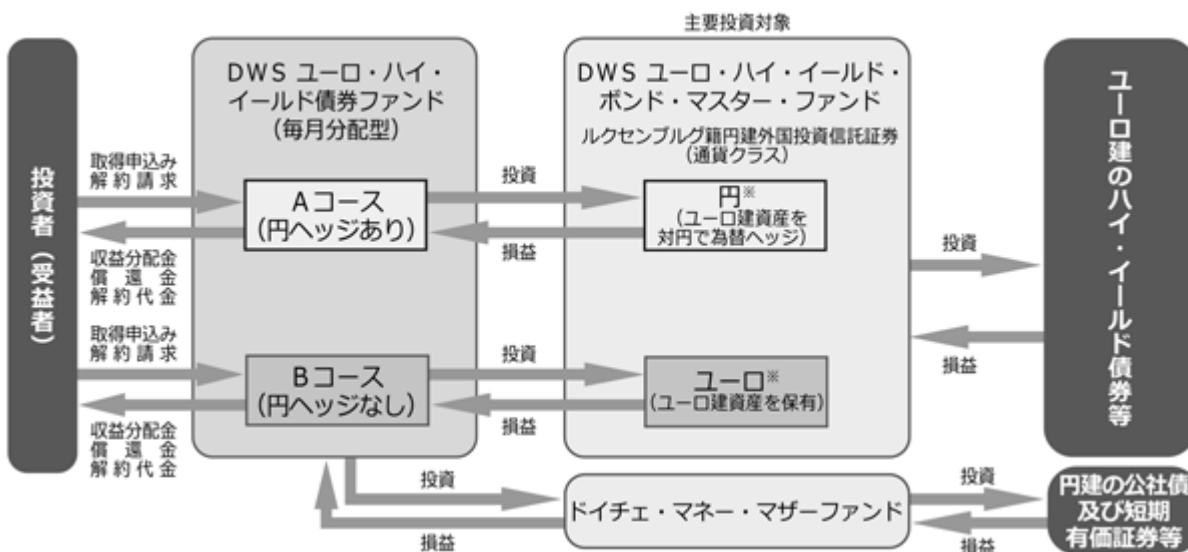 主要投資対象
投資者（受益者）
取得申込み
解約請求
収益分配金
償還金
解約代金
取得申込み
解約請求
収益分配金
償還金
解約代金
DWS ユーロ・ハイ・
イールド債券ファンド
（毎月分配型）
Aコース
（円ヘッジあり）
Bコース
（円ヘッジなし）
投資
損益
投資
損益
DWS ユーロ・ハイ・イールド・
ボンド・マスター・ファンド
ルクセンブルグ籍円建外国投資信託証券
（通貨クラス）
円※
（ユーロ建資産を
対円で為替ヘッジ）
ユーロ※
（ユーロ建資産を保有）
投資
損益
ユーロ建のハイ・イールド債券等
投資
損益
ドイチェ・マネー・マザーファンド
投資
損益
円建の公社債
及び短期
有価証券等